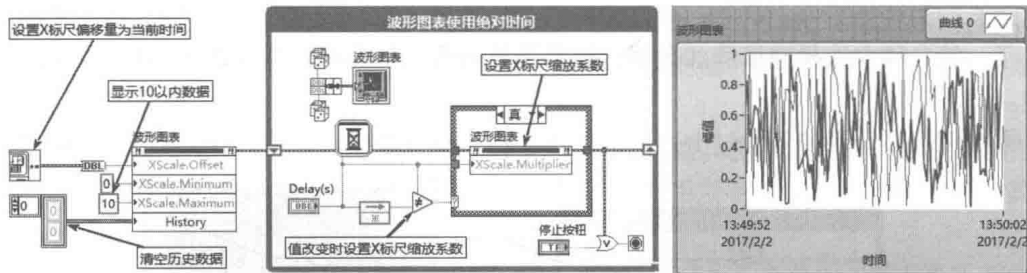 设置X标尺偏移量为当前时间
显示10以内数据
波形图表
DBL
XScale.Offset
0
XScale.Minimum
10
XScale.Maximum
History
0
0
0
清空历史数据
波形图表使用绝对时间
波形图表
设置X标尺缩放系数
真
波形图表
XScale.Multiplier
Delay(s)
DBL
值改变时设置X标尺缩放系数
停止按钮
TF
波形图表
曲线 0
幅值
1
0.8
0.6
0.4
0.2
0
13:49:52
2017/2/2
13:50:02
2017/2/2
时间